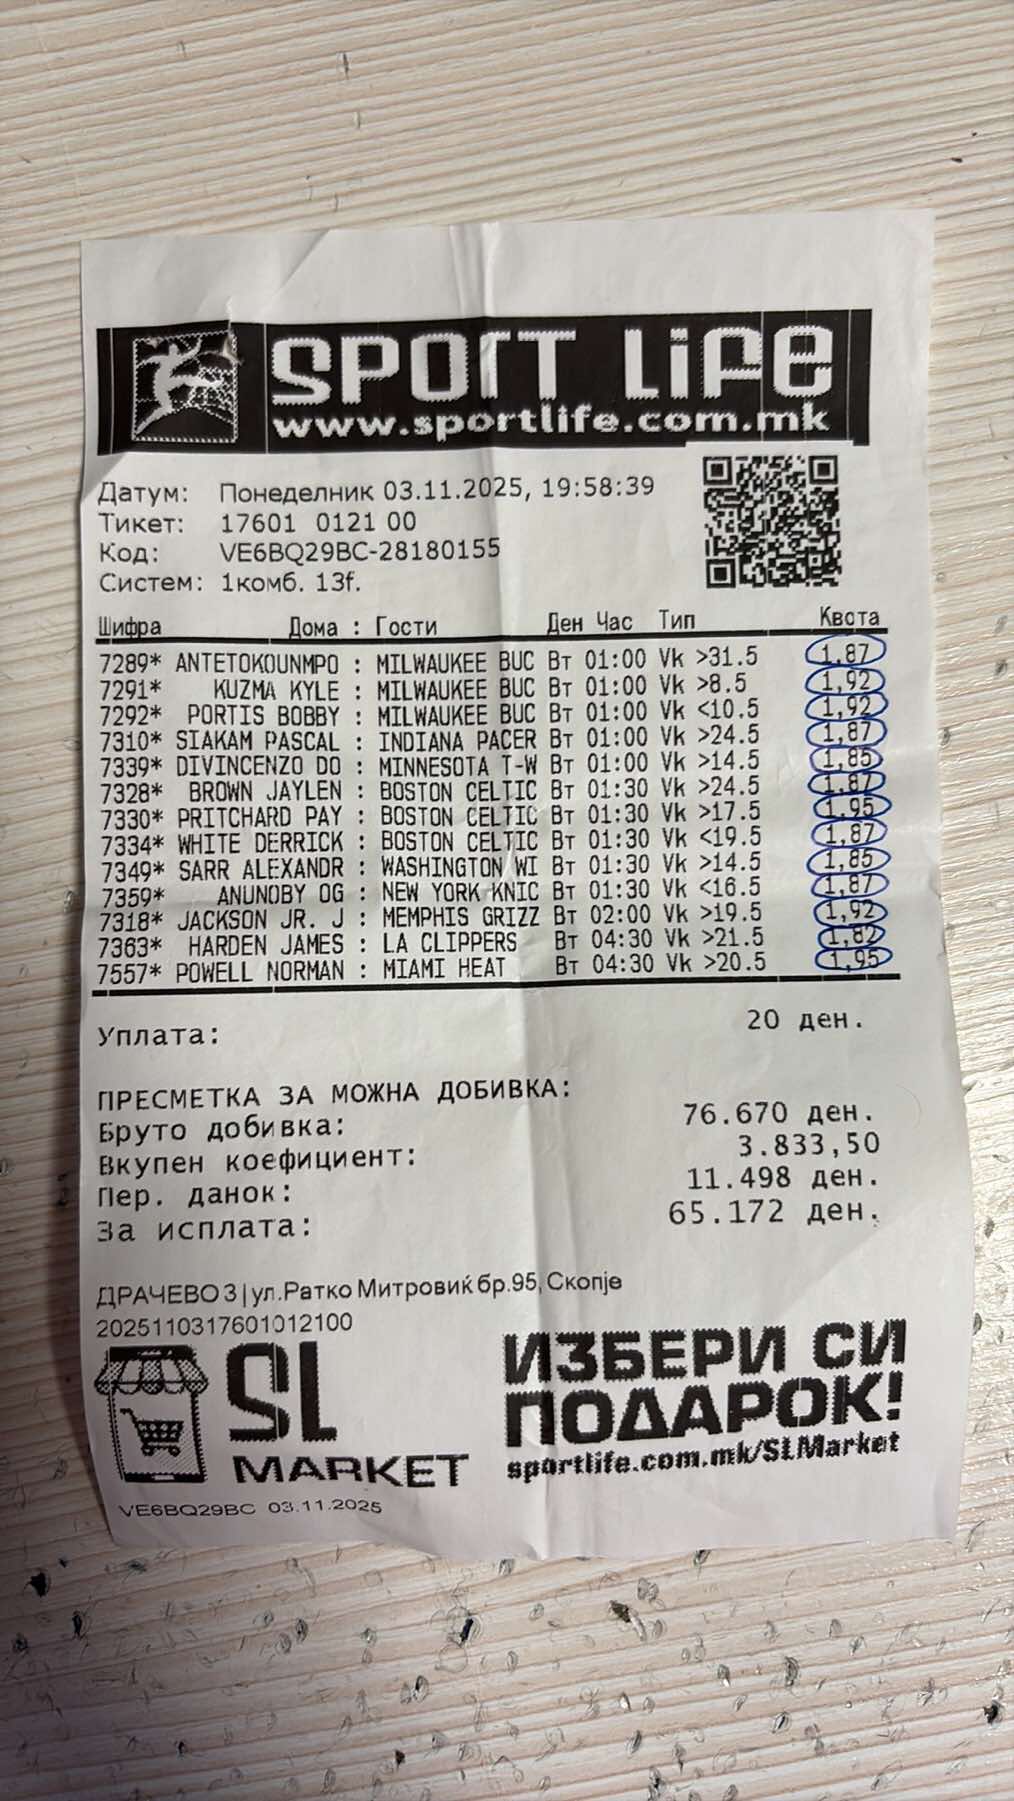 SPORT LiFe
www.sportlife.com.mk
Датум: Понеделник 03.11.2025, 19:58:39
Тикет: 17601 0121 00
Код: VE6BQ29BC-28180155
Систем: 1комб. 13f.
Шифра Дома : Гости Ден Час Тип Квота
7289* ANTETOKOUNMPO : MILWAUKEE BUC Вт 01:00 Vk >31.5 1,87
7291* KUZMA KYLE : MILWAUKEE BUC Вт 01:00 Vk >8.5 1,92
7292* PORTIS BOBBY : MILWAUKEE BUC Вт 01:00 Vk <10.5 1,92
7310* SIAKAM PASCAL : INDIANA PACER Вт 01:00 Vk >24.5 1,87
7339* DIVINCENZO DO : MINNESOTA T-W Вт 01:00 Vk >14.5 1,85
7328* BROWN JAYLEN : BOSTON CELTIC Вт 01:30 Vk >24.5 1,87
7330* PRITCHARD PAY : BOSTON CELTIC Вт 01:30 Vk >17.5 1,95
7334* WHITE DERRICK : BOSTON CELTIC Вт 01:30 Vk <19.5 1,87
7349* SARR ALEXANDR : WASHINGTON WI Вт 01:30 Vk >14.5 1,85
7359* ANUNOBY OG : NEW YORK KNIC Вт 01:30 Vk <16.5 1,87
7318* JACKSON JR. J : MEMPHIS GRIZZ Вт 02:00 Vk >19.5 1,92
7363* HARDEN JAMES : LA CLIPPERS Вт 04:30 Vk >21.5 1,82
7557* POWELL NORMAN : MIAMI HEAT Вт 04:30 Vk >20.5 1,95
Уплата: 20 ден.
ПРЕСМЕТКА ЗА МОЖНА ДОБИВКА:
Бруто добивка: 76.670 ден.
Вкупен коефициент: 3.833,50
Пер. данок: 11.498 ден.
За исплата: 65.172 ден.
ДРАЧЕВО 3 | ул.Ратко Митровиќ бр.95, Скопје
2025110317601012100
SL MARKET
ИЗБЕРИ СИ
ПОДАРОК!
sportlife.com.mk/SLMarket
VE6BQ29BC 03.11.2025